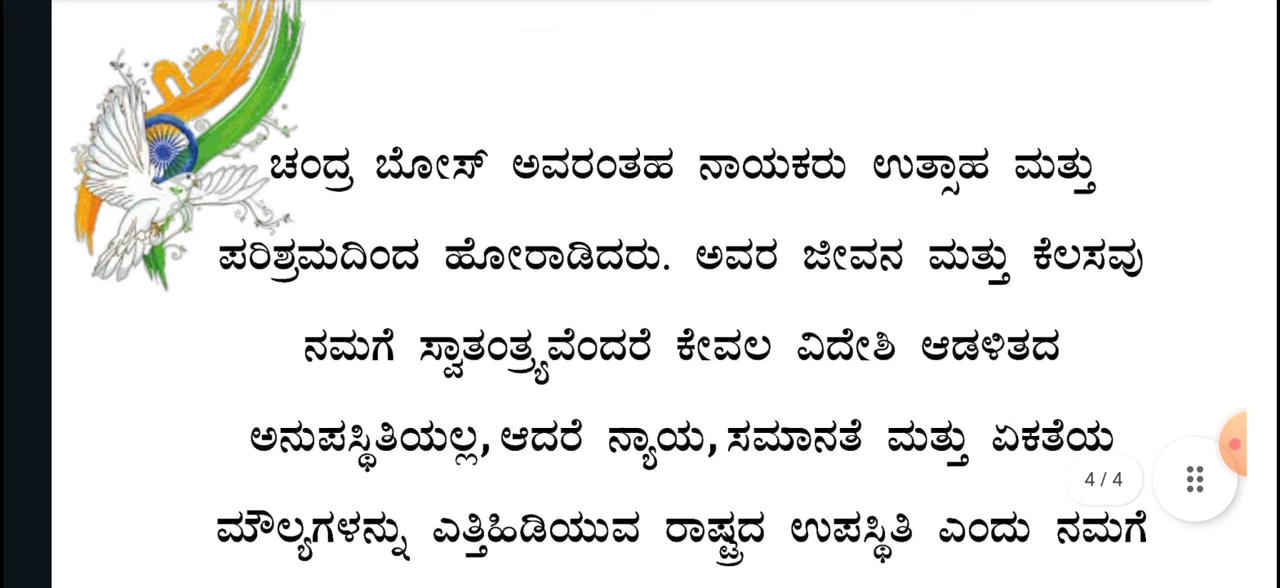 ಚಂದ್ರ ಬೋಸ್ ಅವರಂತಹ ನಾಯಕರು ಉತ್ಸಾಹ ಮತ್ತು
ಪರಿಶ್ರಮದಿಂದ ಹೋರಾಡಿದರು. ಅವರ ಜೀವನ ಮತ್ತು ಕೆಲಸವು
ನಮಗೆ ಸ್ವಾತಂತ್ರ್ಯವೆಂದರೆ ಕೇವಲ ವಿದೇಶಿ ಆಡಳಿತದ
ಅನುಪಸ್ಥಿತಿಯಲ್ಲ, ಆದರೆ ನ್ಯಾಯ, ಸಮಾನತೆ ಮತ್ತು ಏಕತೆಯ
4 / 4
ಮೌಲ್ಯಗಳನ್ನು ಎತ್ತಿಹಿಡಿಯುವ ರಾಷ್ಟ್ರದ ಉಪಸ್ಥಿತಿ ಎಂದು ನಮಗೆ